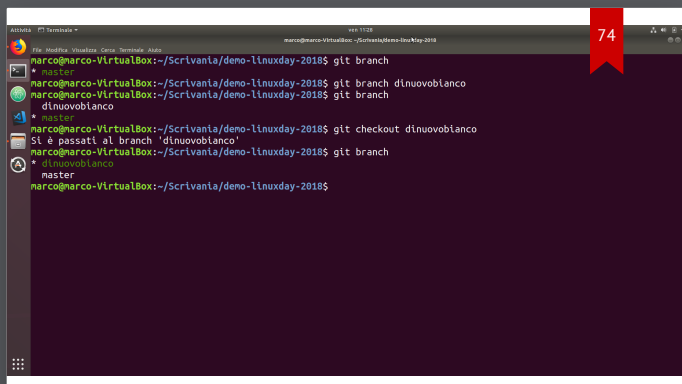 Attività Terminale ven 11:28
74
marco@marco-VirtualBox: ~/Scrivania/demo-linuxday-2018
File Modifica Visualizza Cerca Terminale Aiuto
marco@marco-VirtualBox:~/Scrivania/demo-linuxday-2018$ git branch
* master
marco@marco-VirtualBox:~/Scrivania/demo-linuxday-2018$ git branch dinuovobianco
marco@marco-VirtualBox:~/Scrivania/demo-linuxday-2018$ git branch
dinuovobianco
* master
marco@marco-VirtualBox:~/Scrivania/demo-linuxday-2018$ git checkout dinuovobianco
Si è passati al branch 'dinuovobianco'
marco@marco-VirtualBox:~/Scrivania/demo-linuxday-2018$ git branch
* dinuovobianco
master
marco@marco-VirtualBox:~/Scrivania/demo-linuxday-2018$